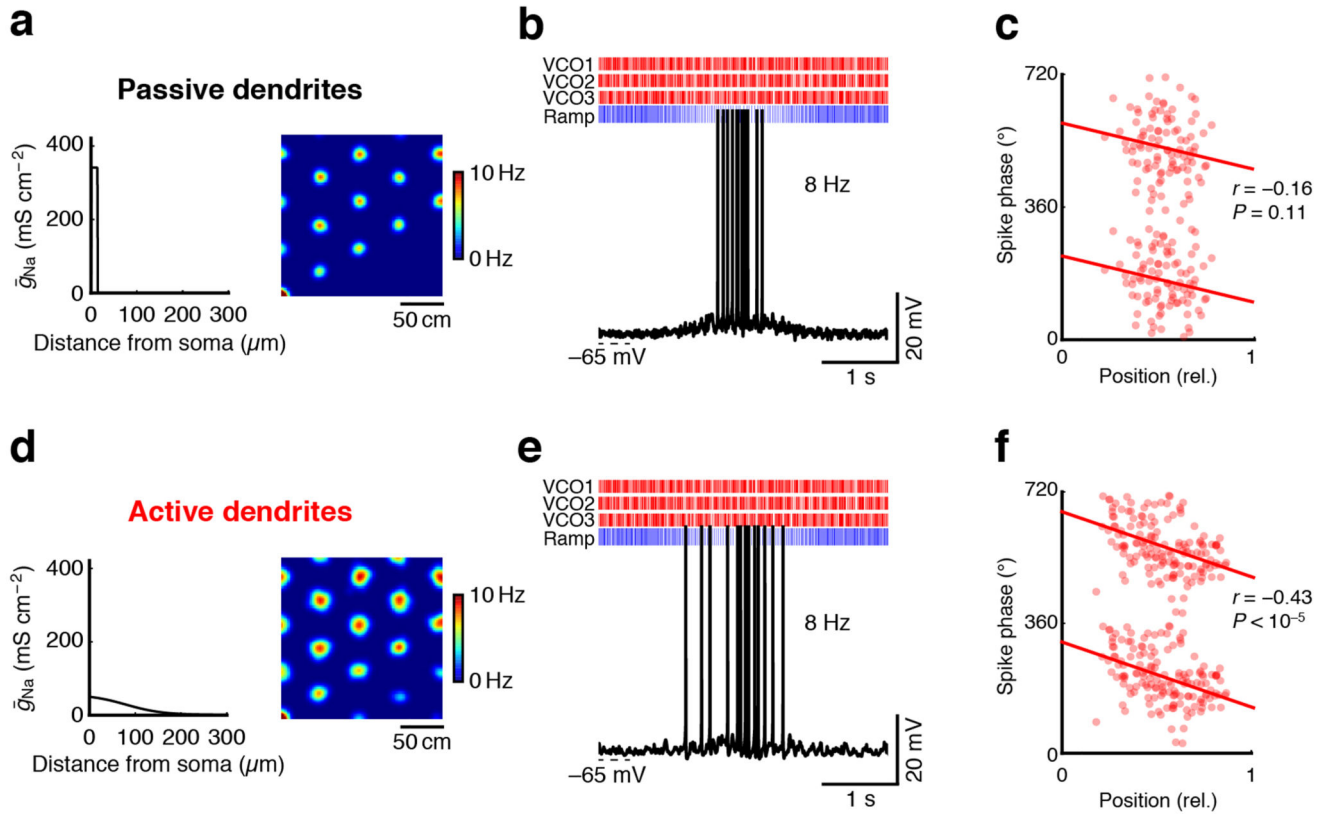 a
Passive dendrites
400
200
0
ḡNa (mS cm−2)
0 100 200 300
Distance from soma (µm)
10 Hz
0 Hz
50 cm
b
VCO1
VCO2
VCO3
Ramp
8 Hz
−65 mV
20 mV
1 s
c
720
360
0
Spike phase (°)
r = −0.16
P = 0.11
0 1
Position (rel.)
d
Active dendrites
400
200
0
ḡNa (mS cm−2)
0 100 200 300
Distance from soma (µm)
10 Hz
0 Hz
50 cm
e
VCO1
VCO2
VCO3
Ramp
8 Hz
−65 mV
20 mV
1 s
f
720
360
0
Spike phase (°)
r = −0.43
P < 10−5
0 1
Position (rel.)